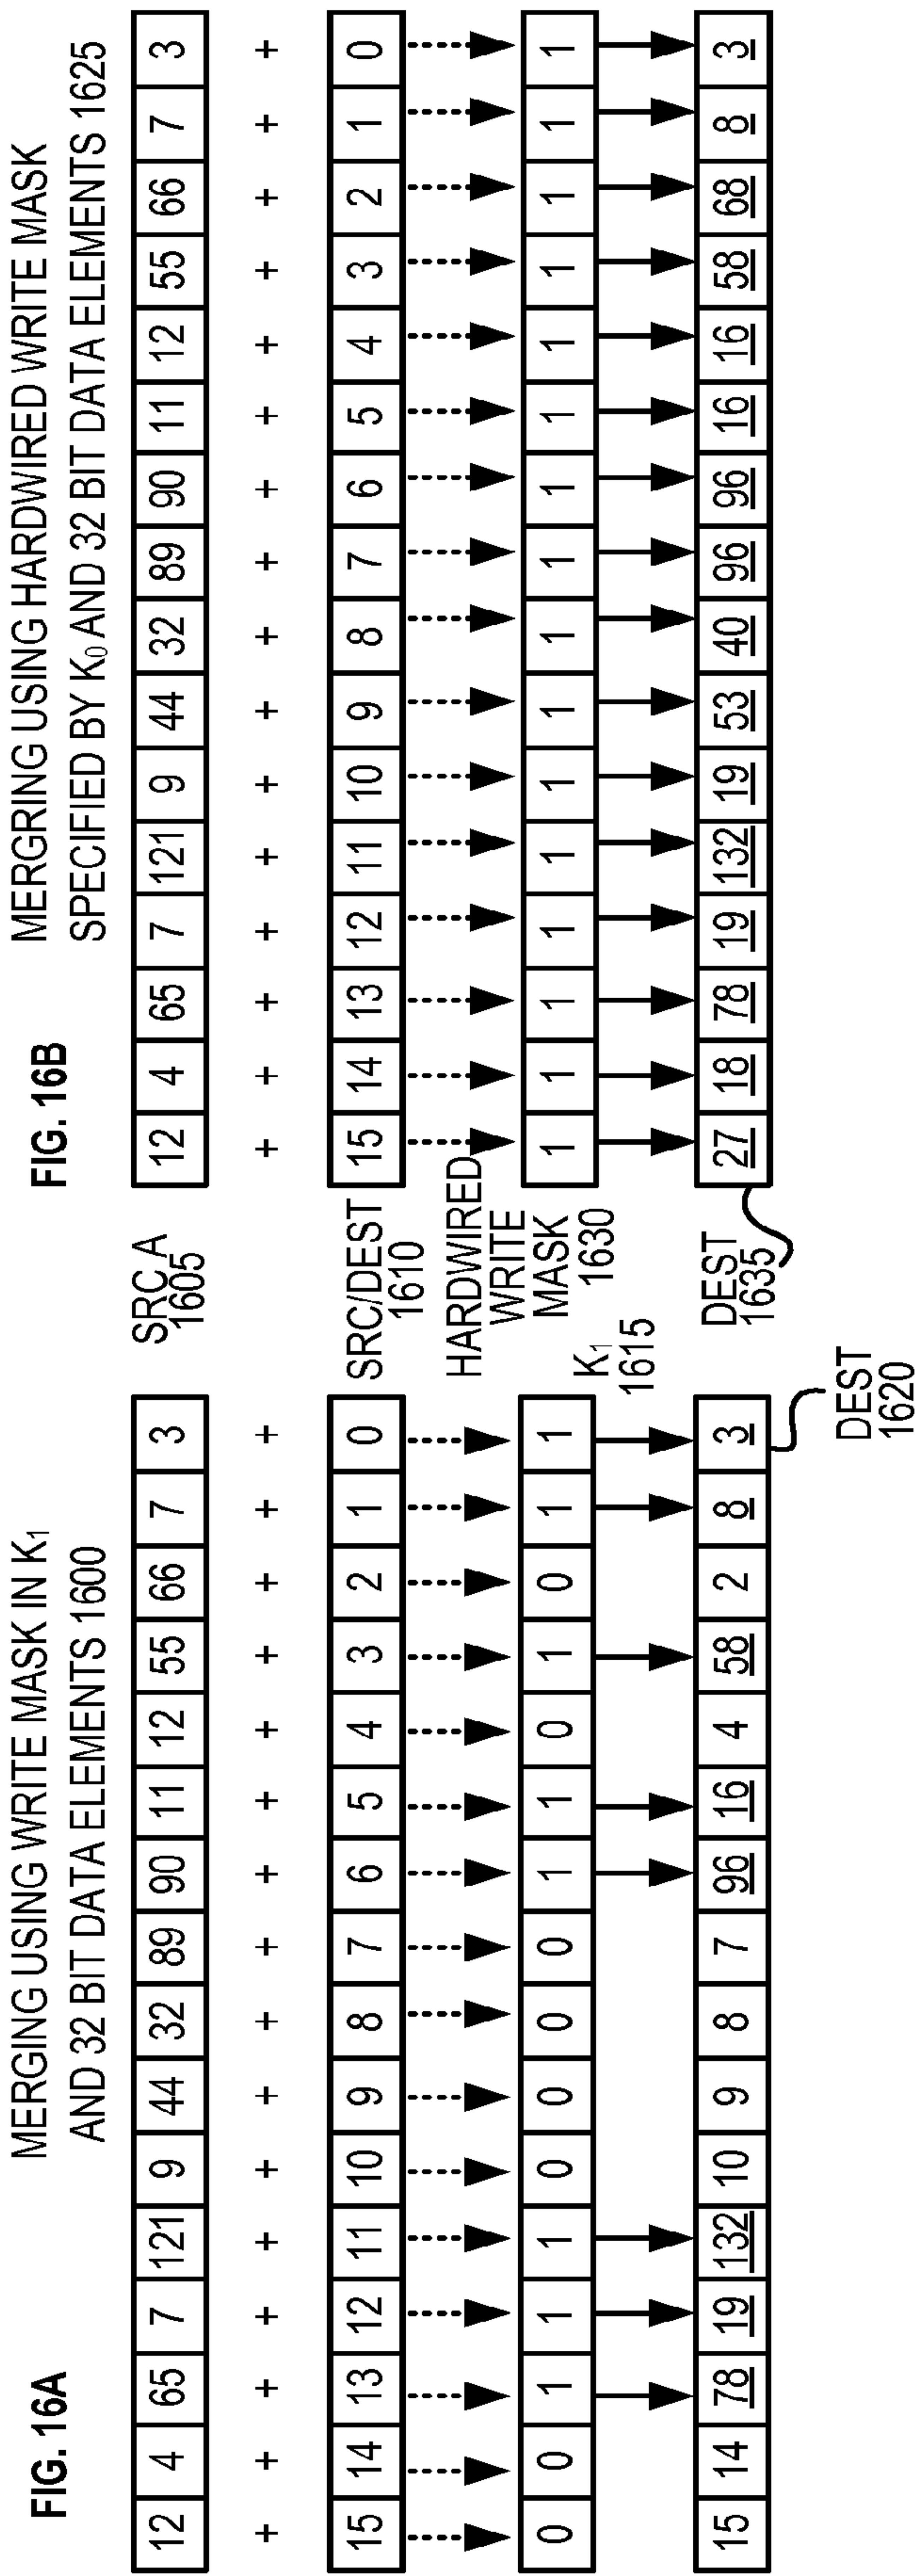 FIG. 16A
MERGING USING WRITE MASK IN K1
AND 32 BIT DATA ELEMENTS 1600
12 4 65 7 121 9 44 32 89 90 11 12 55 66 7 3
+ + + + + + + + + + + + + + + +
15 14 13 12 11 10 9 8 7 6 5 4 3 2 1 0
0 0 1 1 1 0 0 0 0 1 1 0 1 0 1 1
15 14 78 19 132 10 9 8 7 96 16 4 58 2 8 3
SRC A
1605
SRC/DEST
1610
K1
1615
DEST
1620
FIG. 16B
MERGRING USING HARDWIRED WRITE MASK
SPECIFIED BY K0 AND 32 BIT DATA ELEMENTS 1625
12 4 65 7 121 9 44 32 89 90 11 12 55 66 7 3
+ + + + + + + + + + + + + + + +
15 14 13 12 11 10 9 8 7 6 5 4 3 2 1 0
HARDWIRED
WRITE
MASK
1630
1 1 1 1 1 1 1 1 1 1 1 1 1 1 1 1
DEST
1635
27 18 78 19 132 19 53 40 96 96 16 16 58 68 8 3